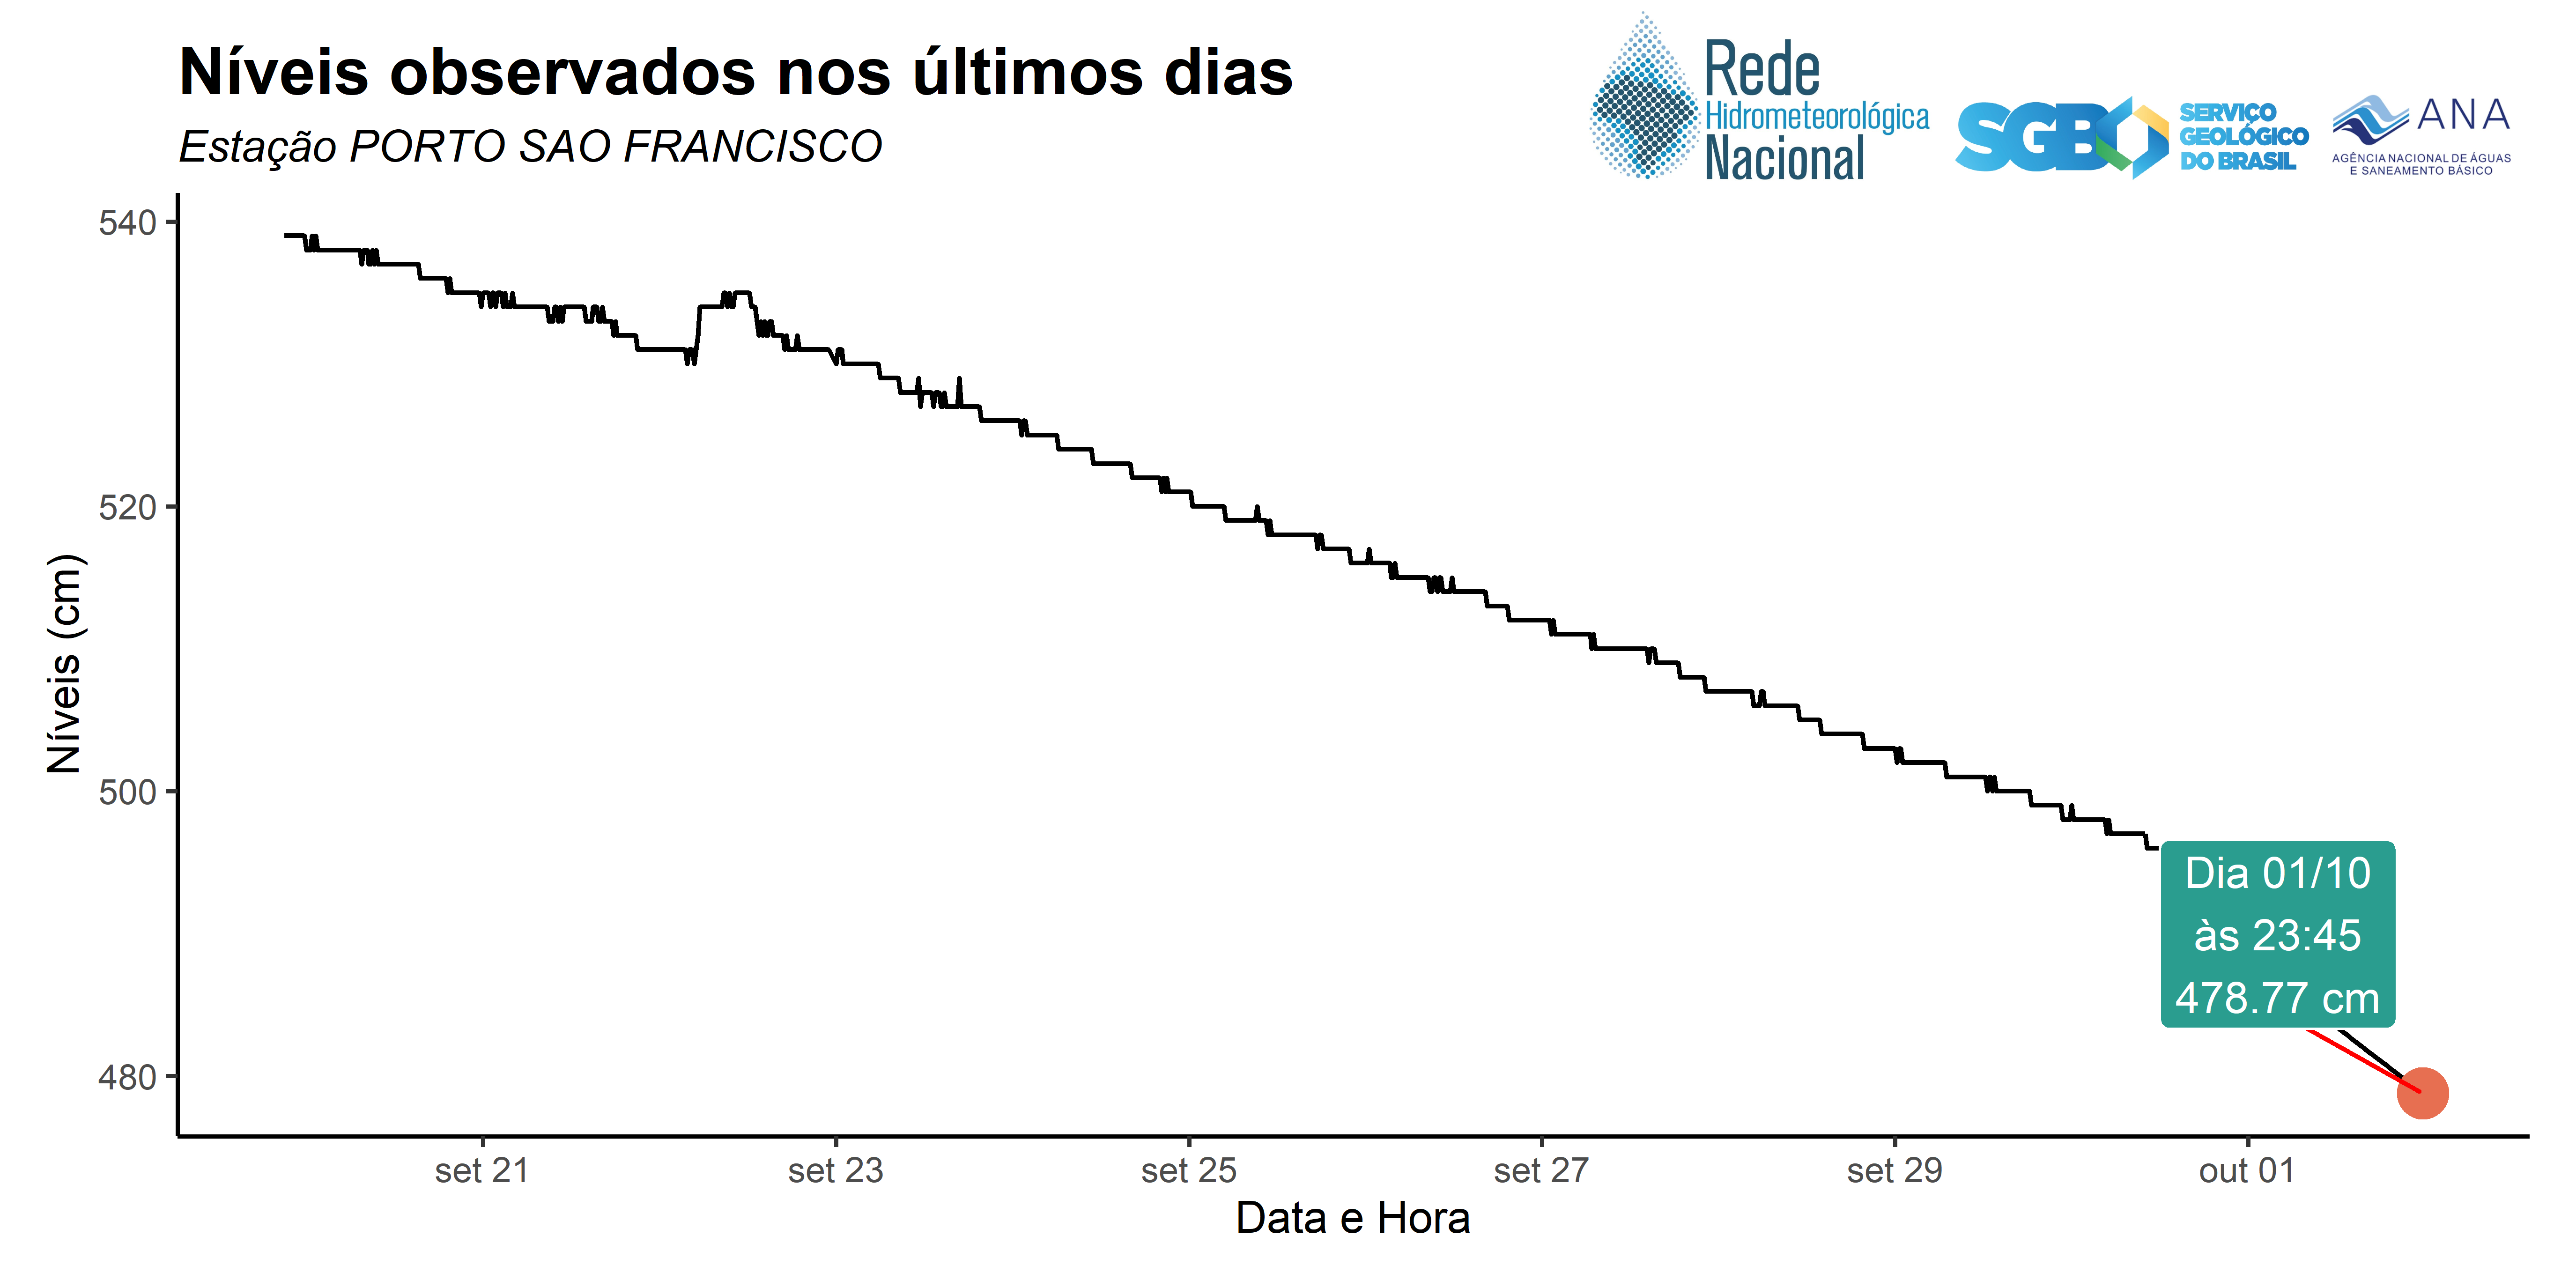 Níveis observados nos últimos dias
Estação PORTO SAO FRANCISCO
Rede
Hidrometeorológica
Nacional
SGB
SERVIÇO
GEOLÓGICO
DO BRASIL
ANA
AGÊNCIA NACIONAL DE ÁGUAS
E SANEAMENTO BÁSICO
Níveis (cm)
540
520
500
480
Dia 01/10
às 23:45
478.77 cm
set 21
set 23
set 25
set 27
set 29
out 01
Data e Hora